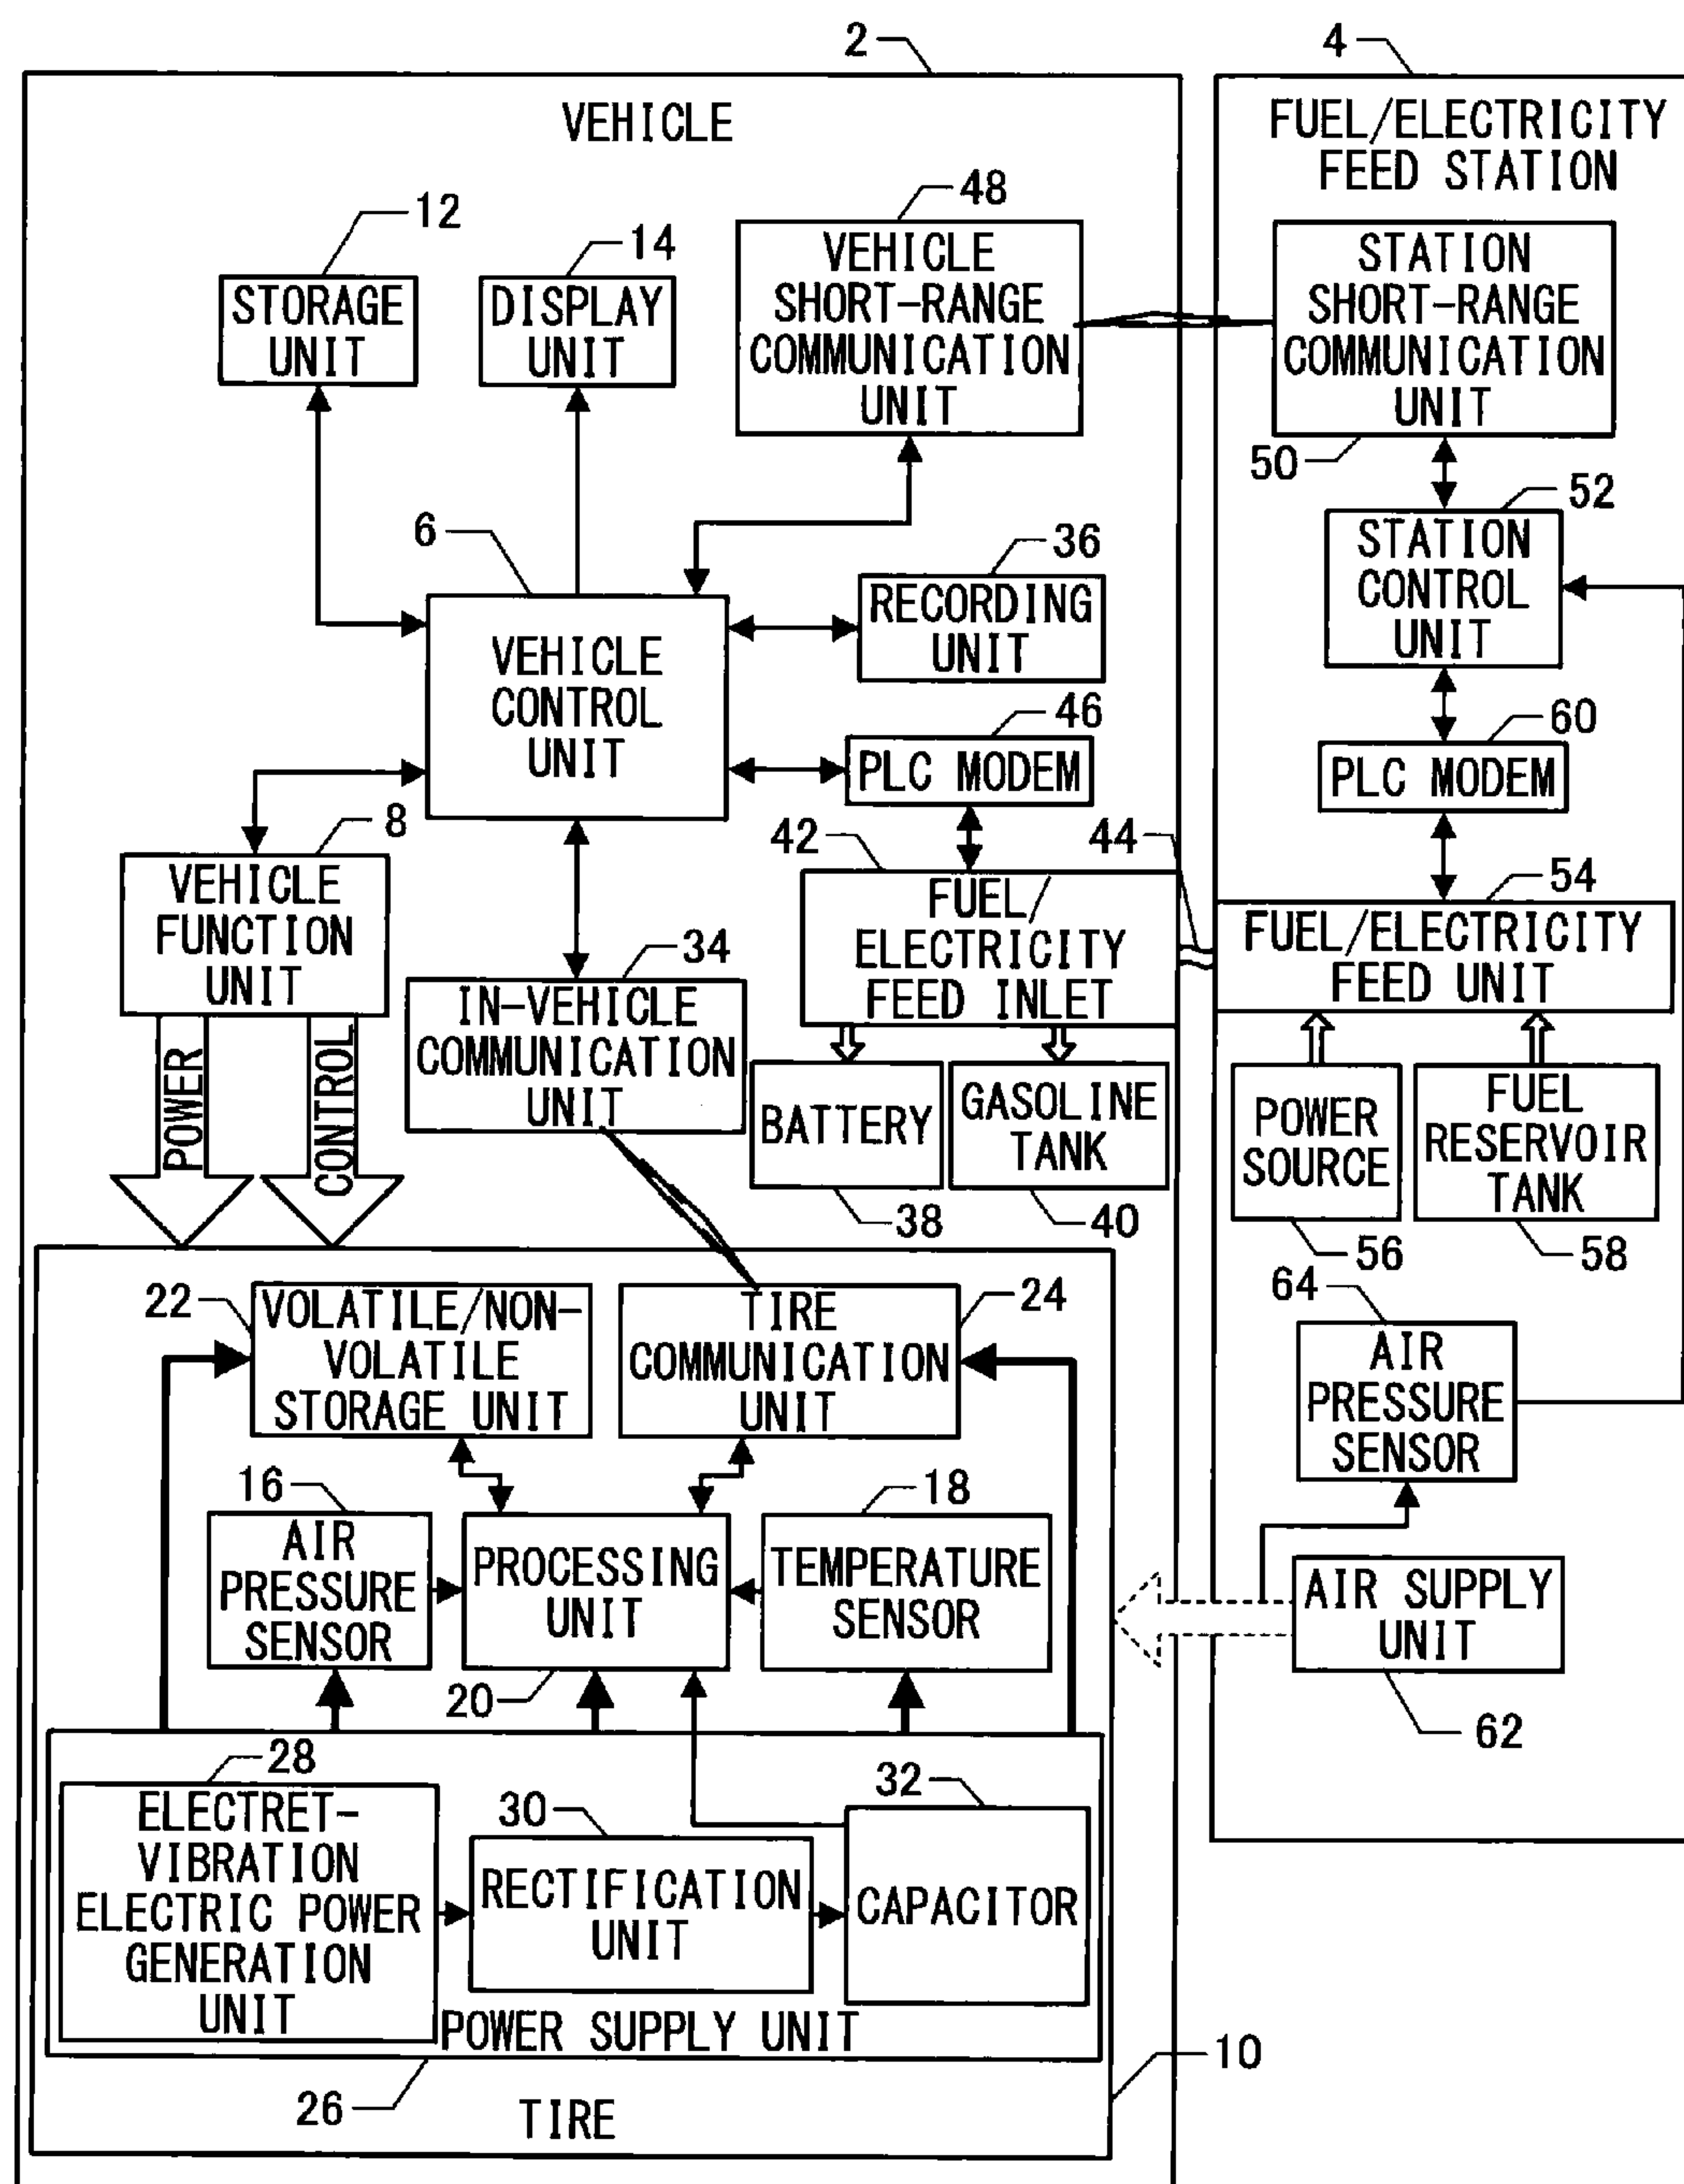 2
4
VEHICLE
FUEL/ELECTRICITY
FEED STATION
12
STORAGE
UNIT
14
DISPLAY
UNIT
48
VEHICLE
SHORT-RANGE
COMMUNICATION
UNIT
STATION
SHORT-RANGE
COMMUNICATION
UNIT
50
52
STATION
CONTROL
UNIT
6
VEHICLE
CONTROL
UNIT
36
RECORDING
UNIT
46
PLC MODEM
60
PLC MODEM
8
VEHICLE
FUNCTION
UNIT
POWER
CONTROL
34
IN-VEHICLE
COMMUNICATION
UNIT
42
44
FUEL/
ELECTRICITY
FEED INLET
54
FUEL/ELECTRICITY
FEED UNIT
BATTERY
38
GASOLINE
TANK
40
POWER
SOURCE
56
FUEL
RESERVOIR
TANK
58
22
VOLATILE/NON-
VOLATILE
STORAGE UNIT
TIRE
COMMUNICATION
UNIT
24
64
AIR
PRESSURE
SENSOR
16
AIR
PRESSURE
SENSOR
PROCESSING
UNIT
20
18
TEMPERATURE
SENSOR
AIR SUPPLY
UNIT
62
28
ELECTRET-
VIBRATION
ELECTRIC POWER
GENERATION
UNIT
30
RECTIFICATION
UNIT
32
CAPACITOR
POWER SUPPLY UNIT
26
10
TIRE